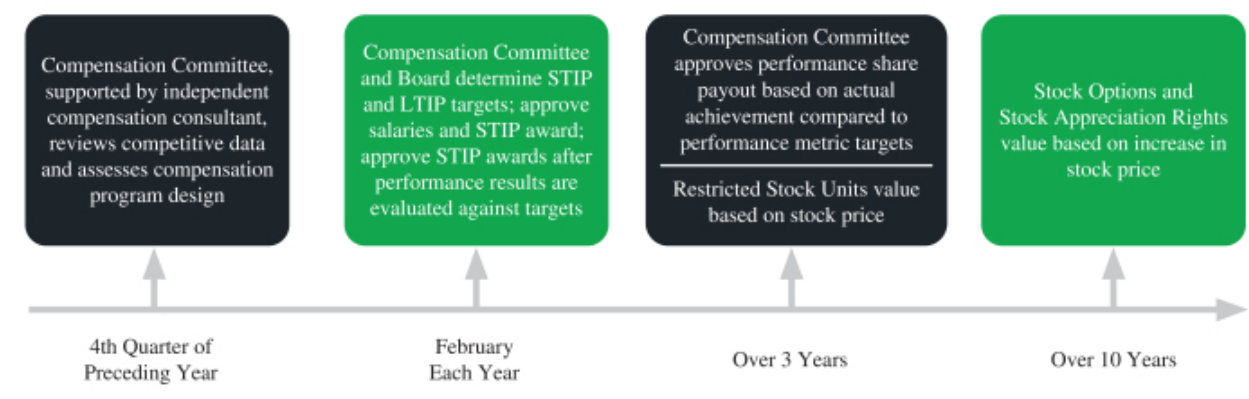 Compensation Committee,
supported by independent
compensation consultant,
reviews competitive data
and assesses compensation
program design
Compensation Committee
and Board determine STIP
and LTIP targets; approve
salaries and STIP award;
approve STIP awards after
performance results are
evaluated against targets
Compensation Committee
approves performance share
payout based on actual
achievement compared to
performance metric targets
Restricted Stock Units value
based on stock price
Stock Options and
Stock Appreciation Rights
value based on increase in
stock price
4th Quarter of
Preceding Year
February
Each Year
Over 3 Years
Over 10 Years